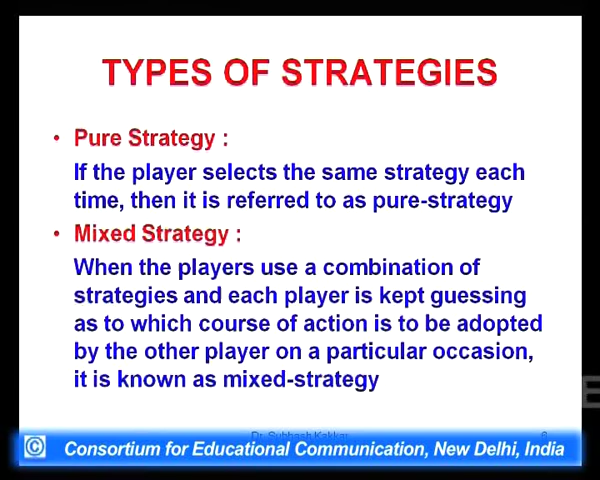 TYPES OF STRATEGIES
• Pure Strategy :
If the player selects the same strategy each
time, then it is referred to as pure-strategy
• Mixed Strategy :
When the players use a combination of
strategies and each player is kept guessing
as to which course of action is to be adopted
by the other player on a particular occasion,
it is known as mixed-strategy
Dr. Subhash Kakkar
© Consortium for Educational Communication, New Delhi, India